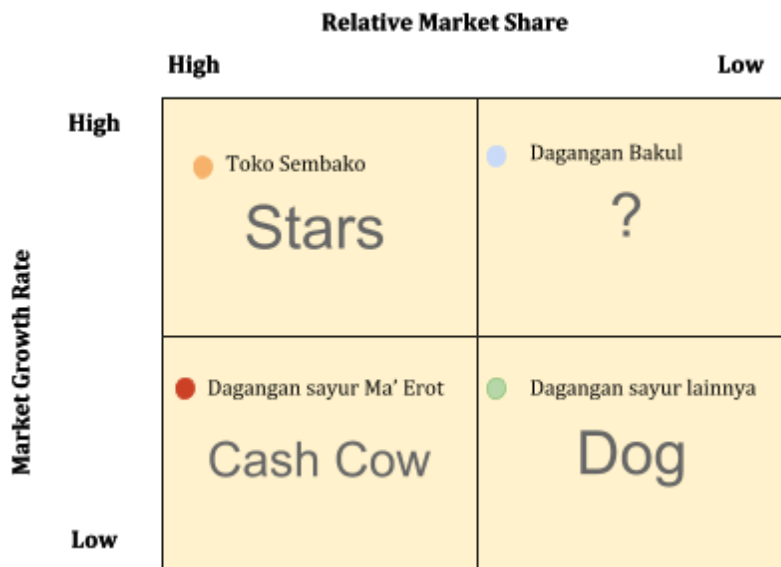 Relative Market Share
High
Low
High
Toko Sembako
Dagangan Bakul
Stars
?
Market Growth Rate
Dagangan sayur Ma’ Erot
Dagangan sayur lainnya
Cash Cow
Dog
Low